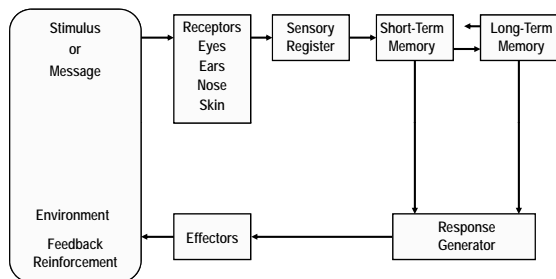 Stimulus
or
Message
Receptors
Eyes
Ears
Nose
Skin
Sensory
Register
Short-Term
Memory
Long-Term
Memory
Environment
Feedback
Reinforcement
Effectors
Response
Generator